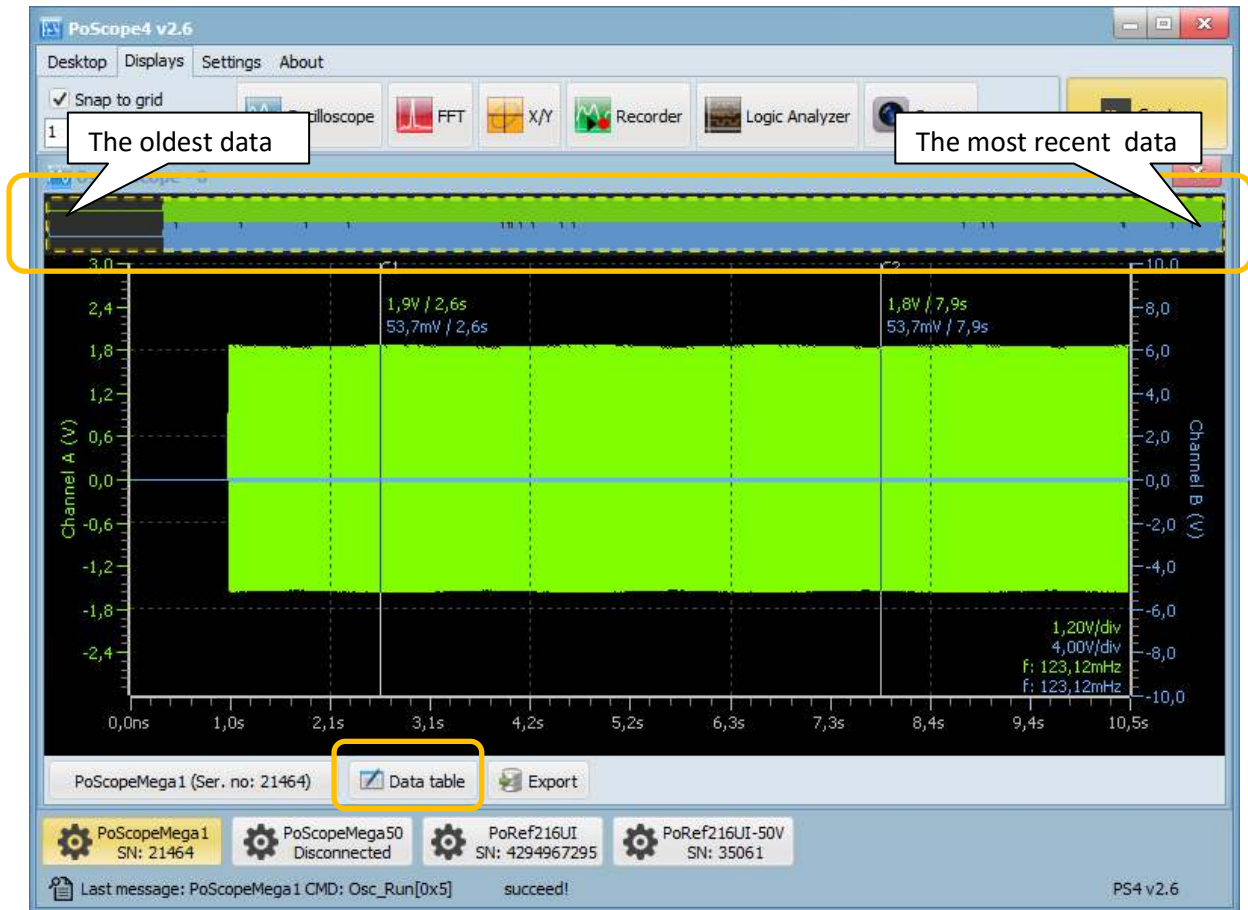 PoScope4 v2.6
Desktop Displays Settings About
Snap to grid
1
FFT X/Y Recorder Logic Analyzer
The oldest data
The most recent data
3,0
2,4
1,8
1,2
0,6
0,0
-0,6
-1,2
-1,8
-2,4
Channel A (V)
1,9V / 2,6s
53,7mV / 2,6s
1,8V / 7,9s
53,7mV / 7,9s
10,0
8,0
6,0
4,0
2,0
0,0
-2,0
-4,0
-6,0
-8,0
-10,0
Channel B (V)
1,20V/div
4,00V/div
f: 123,12mHz
f: 123,12mHz
0,0ns 1,0s 2,1s 3,1s 4,2s 5,2s 6,3s 7,3s 8,4s 9,4s 10,5s
PoScopeMega1 (Ser. no: 21464) Data table Export
PoScopeMega1
SN: 21464
PoScopeMega50
Disconnected
PoRef216UI
SN: 4294967295
PoRef216UI-50V
SN: 35061
Last message: PoScopeMega1 CMD: Osc_Run[0x5] succeed!
PS4 v2.6